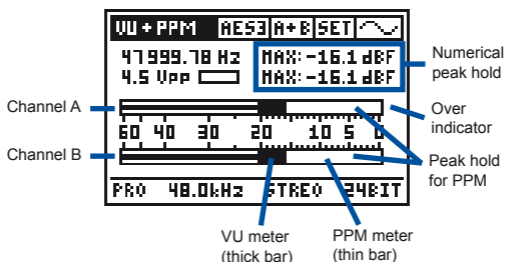 VU + PPM AES3 A+B SET
47999.78 Hz MAX: -16.1 dBF
4.5 Vpp MAX: -16.1 dBF
Numerical
peak hold
Channel A
Over
indicator
60 40 30 20 10 5 0
Channel B
Peak hold
for PPM
PRO 48.0kHz STREO 24BIT
VU meter
(thick bar)
PPM meter
(thin bar)